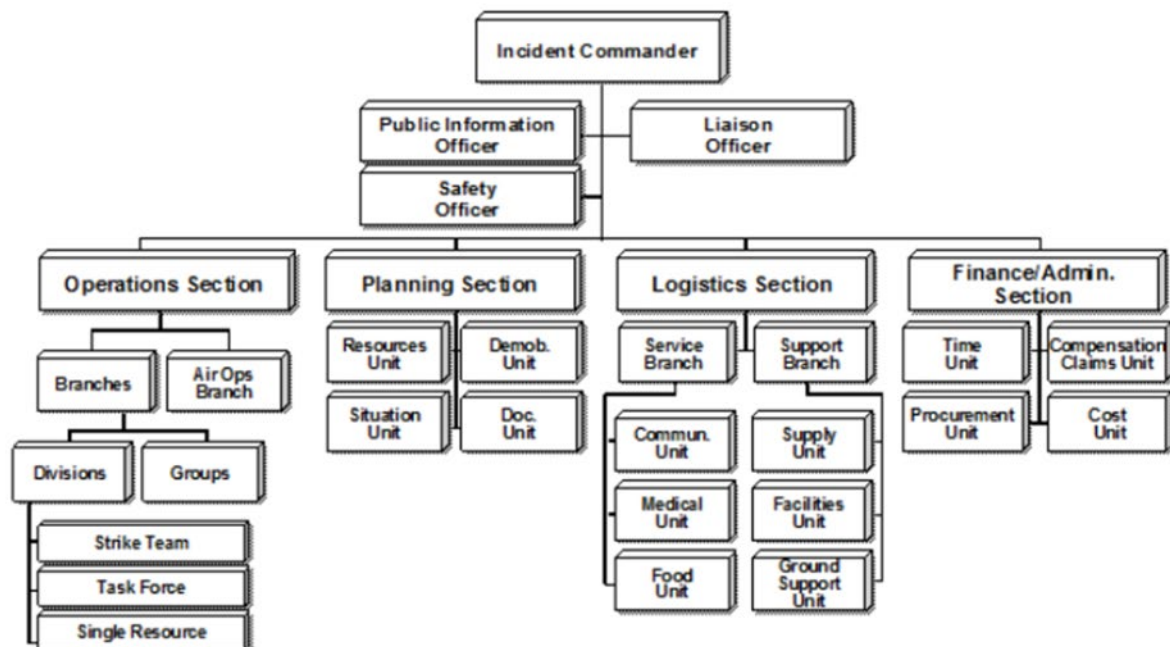 Incident Commander
Public Information
Officer
Liaison
Officer
Safety
Officer
Operations Section
Planning Section
Logistics Section
Finance/Admin.
Section
Branches
Air Ops
Branch
Resources
Unit
Demob.
Unit
Service
Branch
Support
Branch
Time
Unit
Compensation
Claims Unit
Situation
Unit
Doc.
Unit
Procurement
Unit
Cost
Unit
Divisions
Groups
Commun.
Unit
Supply
Unit
Strike Team
Task Force
Single Resource
Medical
Unit
Facilities
Unit
Food
Unit
Ground
Support
Unit